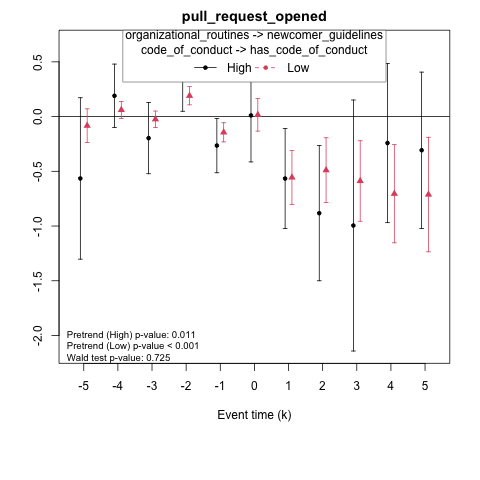 pull_request_opened
organizational_routines -> newcomer_guidelines
code_of_conduct -> has_code_of_conduct
High Low
0.5
0.0
-0.5
-1.0
-1.5
-2.0
Pretrend (High) p-value: 0.011
Pretrend (Low) p-value < 0.001
Wald test p-value: 0.725
-5 -4 -3 -2 -1 0 1 2 3 4 5
Event time (k)